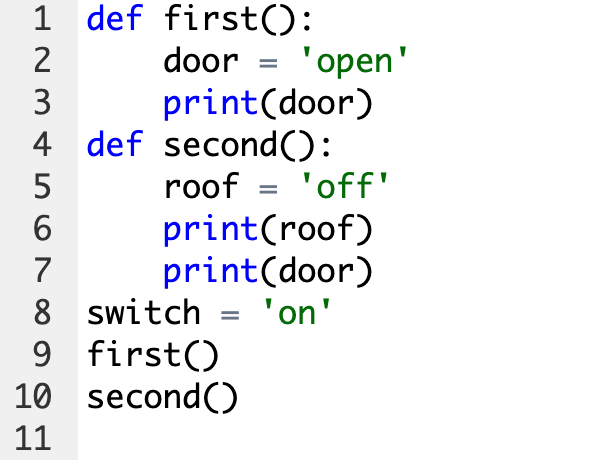 1 def first():
2     door = 'open'
3     print(door)
4 def second():
5     roof = 'off'
6     print(roof)
7     print(door)
8 switch = 'on'
9 first()
10 second()
11